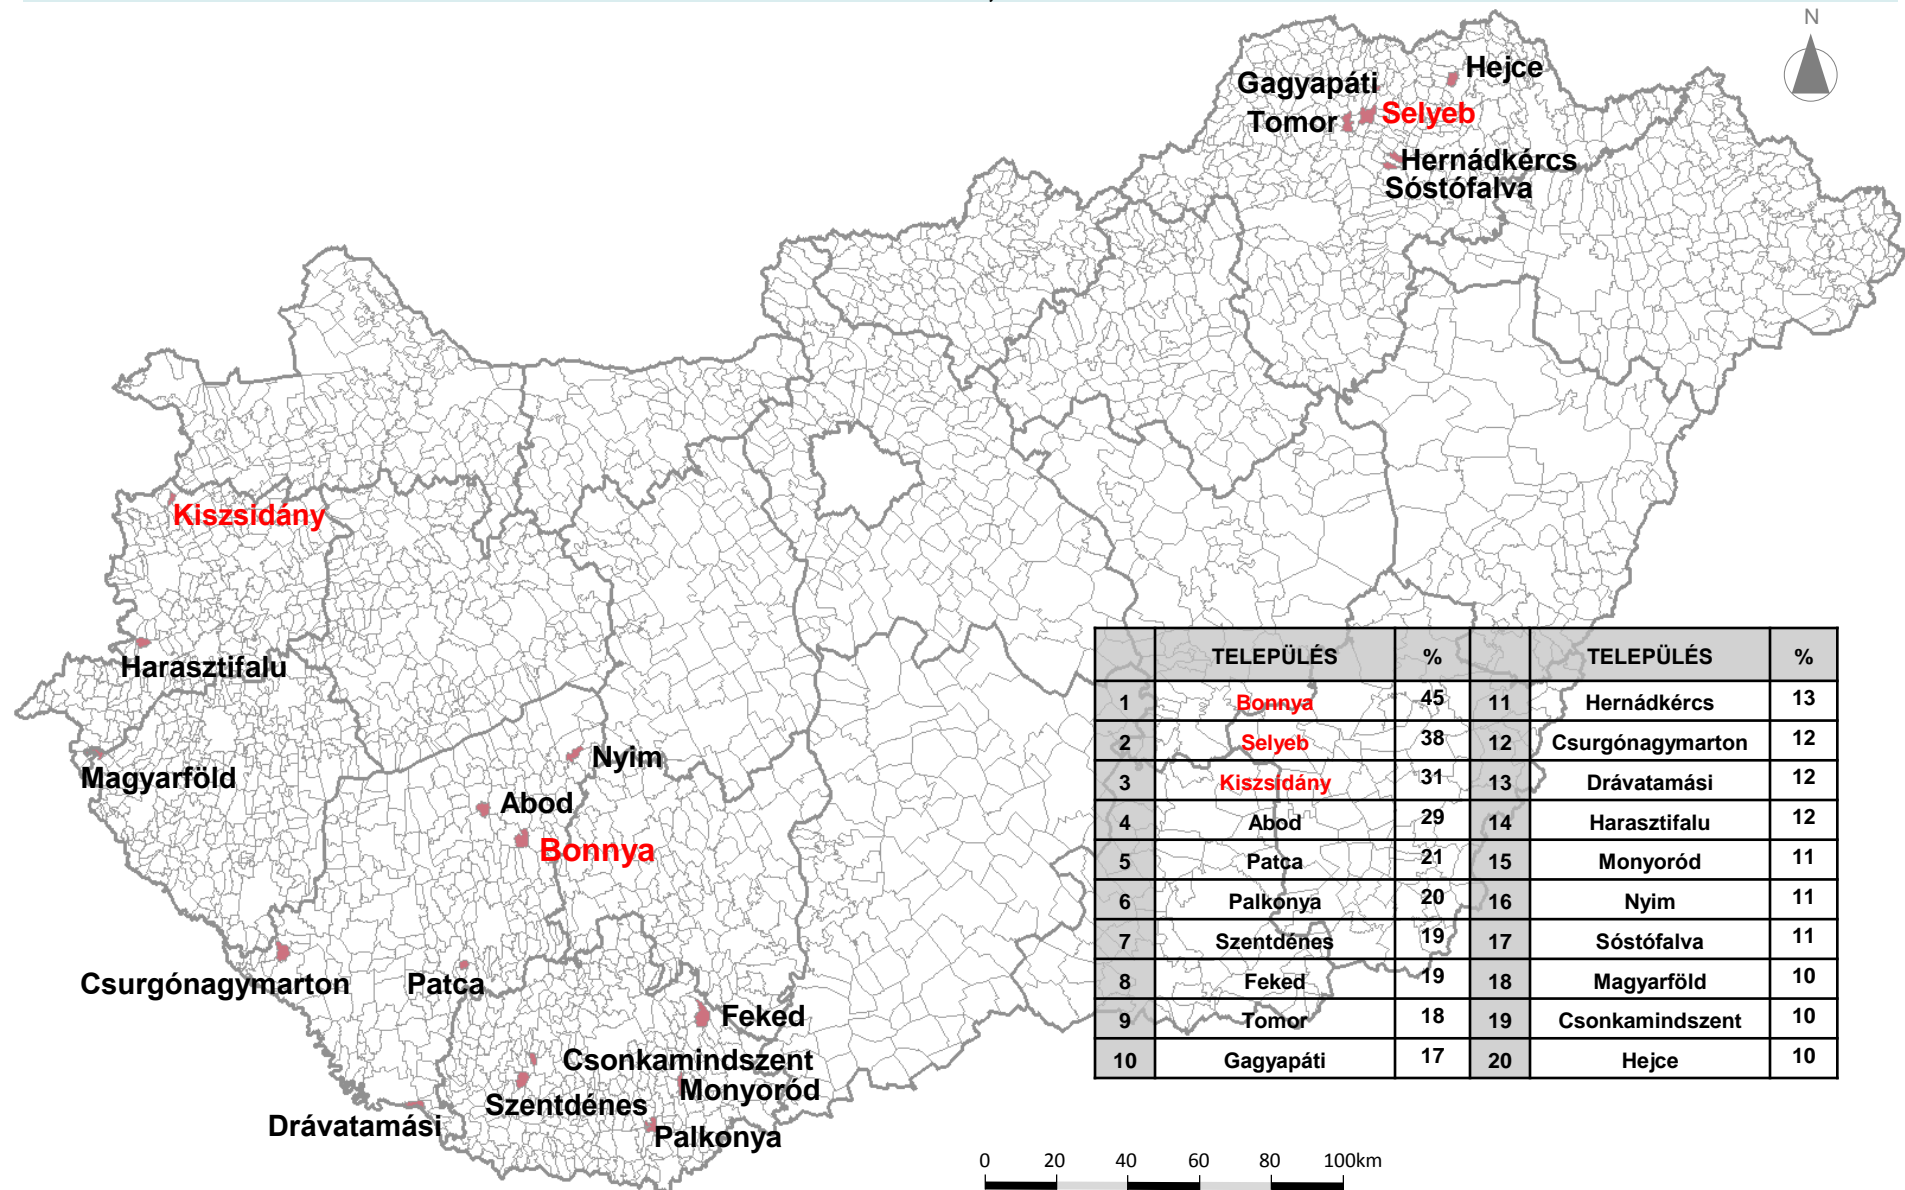 N
Hejce
Gagyapáti
Selyeb
Tomor
Hernádkércs
Sóstófalva
Kiszsidány
Harasztifalu
Magyarföld
Nyim
Abod
Bonnya
Csurgónagymarton
Patca
Feked
Csonkamindszent
Monyoród
Szentdénes
Drávatamási
Palkonya
TELEPÜLÉS % TELEPÜLÉS %
1 Bonnya 45 11 Hernádkércs 13
2 Selyeb 38 12 Csurgónagymarton 12
3 Kiszsidány 31 13 Drávatamási 12
4 Abod 29 14 Harasztifalu 12
5 Patca 21 15 Monyoród 11
6 Palkonya 20 16 Nyim 11
7 Szentdénes 19 17 Sóstófalva 11
8 Feked 19 18 Magyarföld 10
9 Tomor 18 19 Csonkamindszent 10
10 Gagyapáti 17 20 Hejce 10
0 20 40 60 80 100km